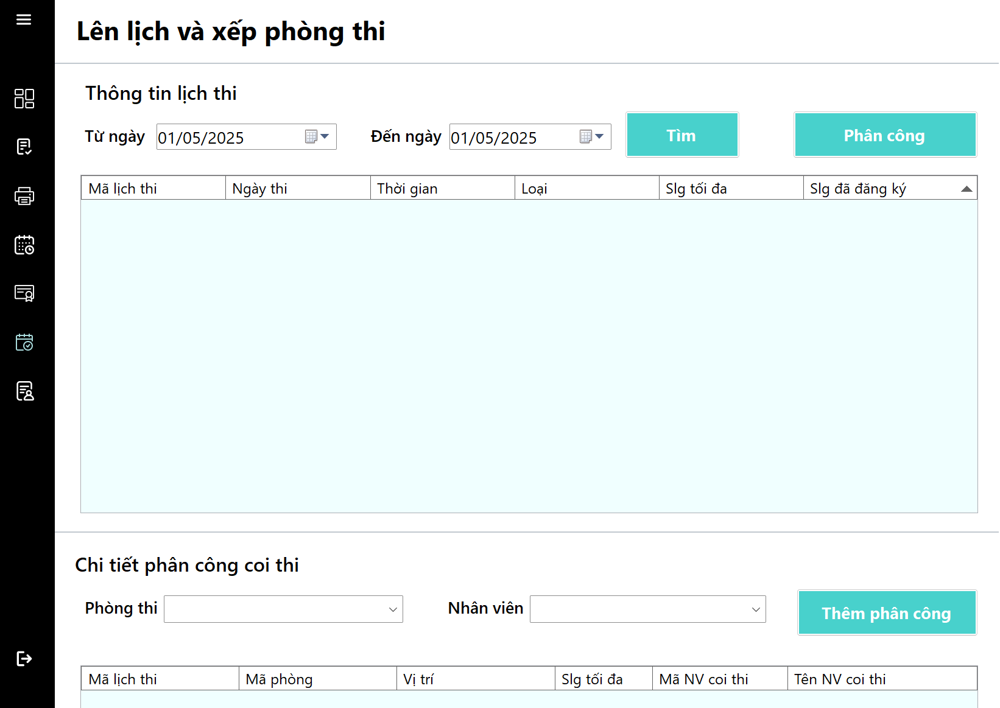 Lên lịch và xếp phòng thi
Thông tin lịch thi
Từ ngày 01/05/2025 Đến ngày 01/05/2025 Tìm Phân công
Mã lịch thi Ngày thi Thời gian Loại Slg tối đa Slg đã đăng ký
Chi tiết phân công coi thi
Phòng thi Nhân viên Thêm phân công
Mã lịch thi Mã phòng Vị trí Slg tối đa Mã NV coi thi Tên NV coi thi